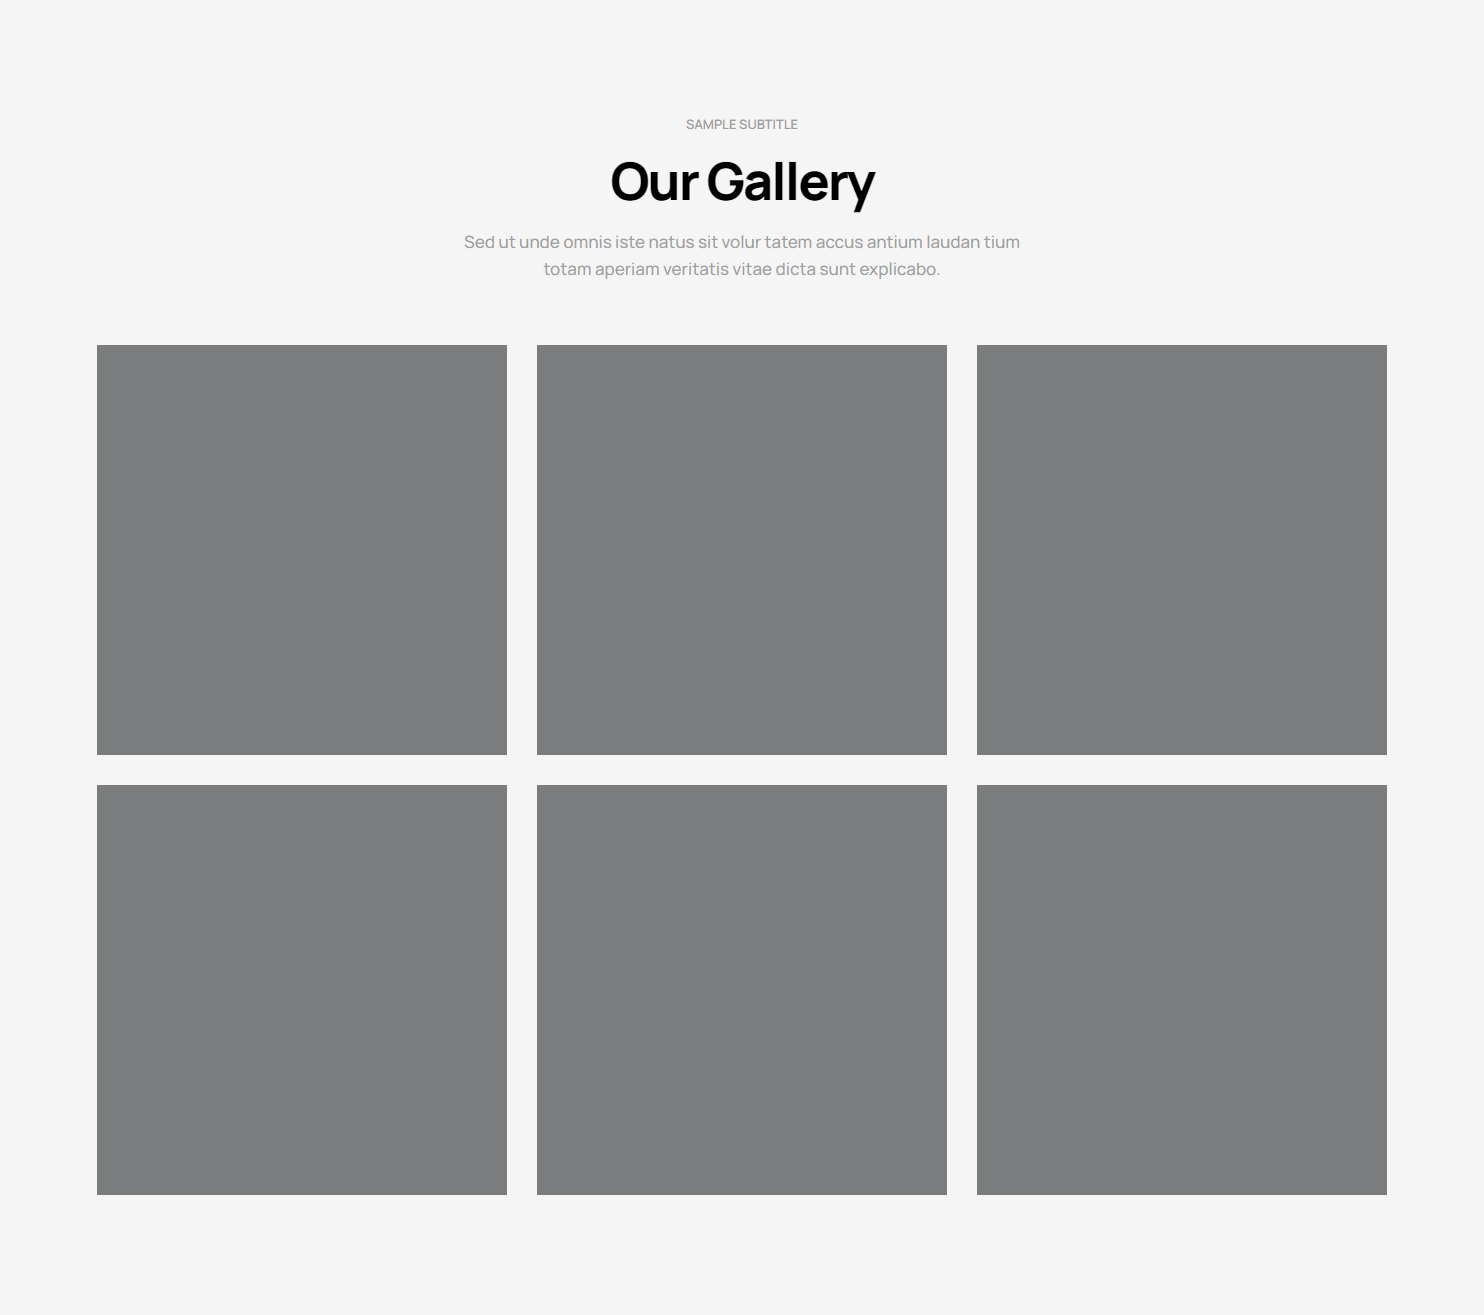 SAMPLE SUBTITLE
Our Gallery
Sed ut unde omnis iste natus sit volur tatem accus antium laudan tium
totam aperiam veritatis vitae dicta sunt explicabo.